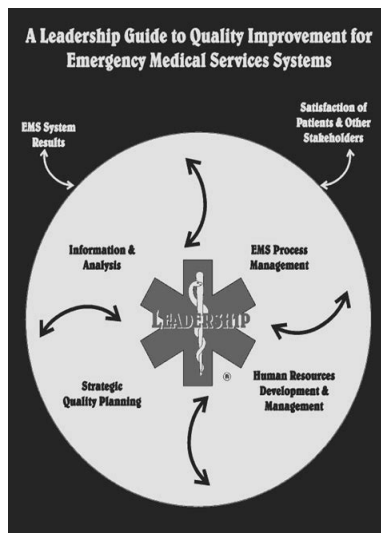 A Leadership Guide to Quality Improvement for
Emergency Medical Services Systems
EMS System
Results
Satisfaction of
Patients & Other
Stakeholders
Information &
Analysis
EMS Process
Management
LEADERSHIP
®
Strategic
Quality Planning
Human Resources
Development &
Management